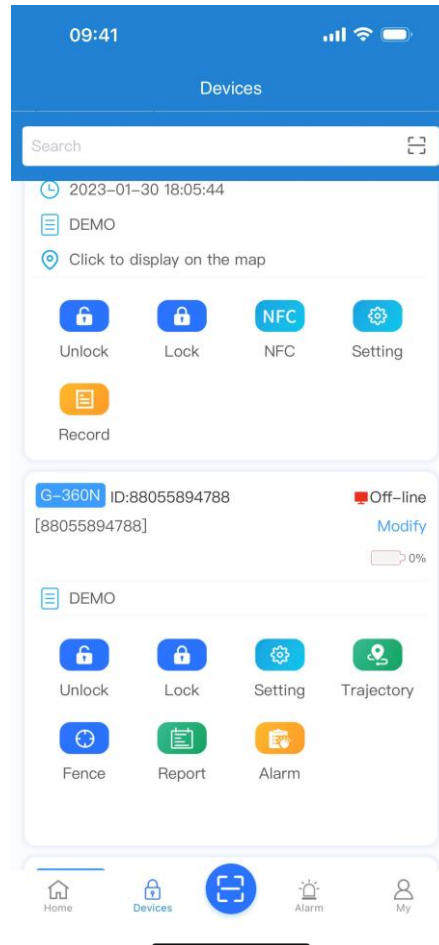 09:41
Devices
Search
2023-01-30 18:05:44
DEMO
Click to display on the map
Unlock Lock NFC Setting
Record
G-360N ID:88055894788 Off-line
[88055894788] Modify
0%
DEMO
Unlock Lock Setting Trajectory
Fence Report Alarm
Home Devices Alarm My